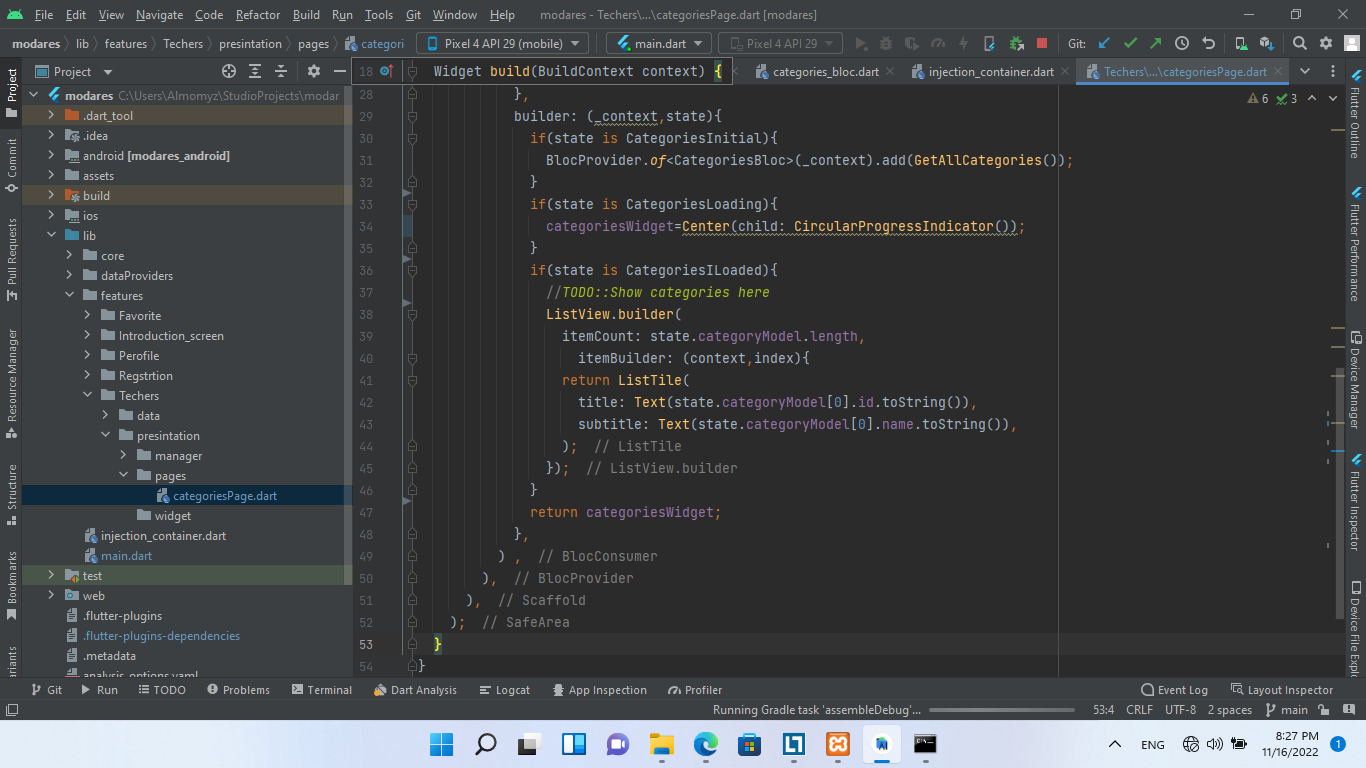 File Edit View Navigate Code Refactor Build Run Tools Git Window Help modares - Techers\...\categoriesPage.dart [modares]
modares lib features Techers presintation pages categori Pixel 4 API 29 (mobile) main.dart Pixel 4 API 29 Git:
Project 18 Widget build(BuildContext context) { categories_bloc.dart injection_container.dart Techers\...\categoriesPage.dart
modares C:\Users\Almomyz\StudioProjects\modar
.dart_tool
.idea
android [modares_android]
assets
build
ios
lib
core
dataProviders
features
Favorite
Introduction_screen
Perofile
Regstrtion
Techers
data
presintation
manager
pages
categoriesPage.dart
widget
injection_container.dart
main.dart
test
web
.flutter-plugins
.flutter-plugins-dependencies
.metadata
analysis_options.yaml
6 3
28 },
29 builder: (_context,state){
30 if(state is CategoriesInitial){
31 BlocProvider.of<CategoriesBloc>(_context).add(GetAllCategories());
32 }
33 if(state is CategoriesLoading){
34 categoriesWidget=Center(child: CircularProgressIndicator());
35 }
36 if(state is CategoriesILoaded){
37 //TODO::Show categories here
38 ListView.builder(
39 itemCount: state.categoryModel.length,
40 itemBuilder: (context,index){
41 return ListTile(
42 title: Text(state.categoryModel[0].id.toString()),
43 subtitle: Text(state.categoryModel[0].name.toString()),
44 ); // ListTile
45 }); // ListView.builder
46 }
47 return categoriesWidget;
48 },
49 ) , // BlocConsumer
50 ), // BlocProvider
51 ), // Scaffold
52 ); // SafeArea
53 }
54 }
Project
Commit
Pull Requests
Resource Manager
Structure
Bookmarks
ariants
Flutter Outline
Flutter Performance
Device Manager
Flutter Inspector
Device File Explo
Git Run TODO Problems Terminal Dart Analysis Logcat App Inspection Profiler Event Log Layout Inspector
Running Gradle task 'assembleDebug'... 53:4 CRLF UTF-8 2 spaces main
ENG 8:27 PM 1
11/16/2022